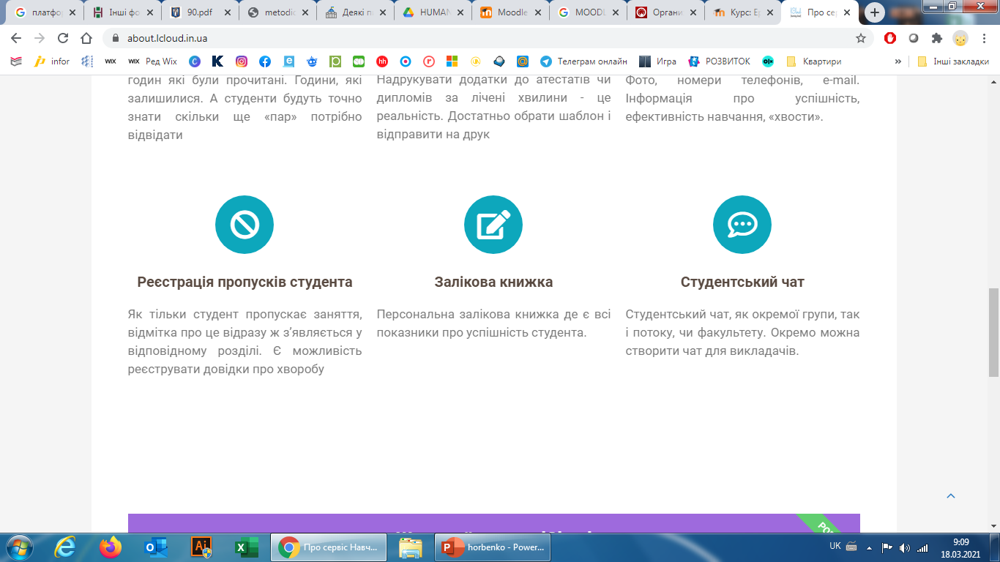 платфор
Інші фо
90.pdf
metodic
Деякі п
HUMAN
Moodle
MOODL
Органи
Курс: Ер
Про сер
about.lcloud.in.ua
infor
WIX
WIX Ред Wix
hh
Телеграм онлайн
Игра
РОЗВИТОК
Квартири
»
Інші закладки
годин які були прочитані. Години, які
залишилися. А студенти будуть точно
знати скільки ще «пар» потрібно
відвідати
Надрукувати додатки до атестатів чи
дипломів за лічені хвилини - це
реальність. Достатньо обрати шаблон і
відправити на друк
Фото, номери телефонів, e-mail.
Інформація про успішність,
ефективність навчання, «хвости».
Реєстрація пропусків студента
Як тільки студент пропускає заняття,
відмітка про це відразу ж з’являється у
відповідному розділі. Є можливість
реєструвати довідки про хворобу
Залікова книжка
Персональна залікова книжка де є всі
показники про успішність студента.
Студентський чат
Студентський чат, як окремої групи, так
і потоку, чи факультету. Окремо можна
створити чат для викладачів.
Про сервіс Навч...
horbenko - Power...
UK
9:09
18.03.2021